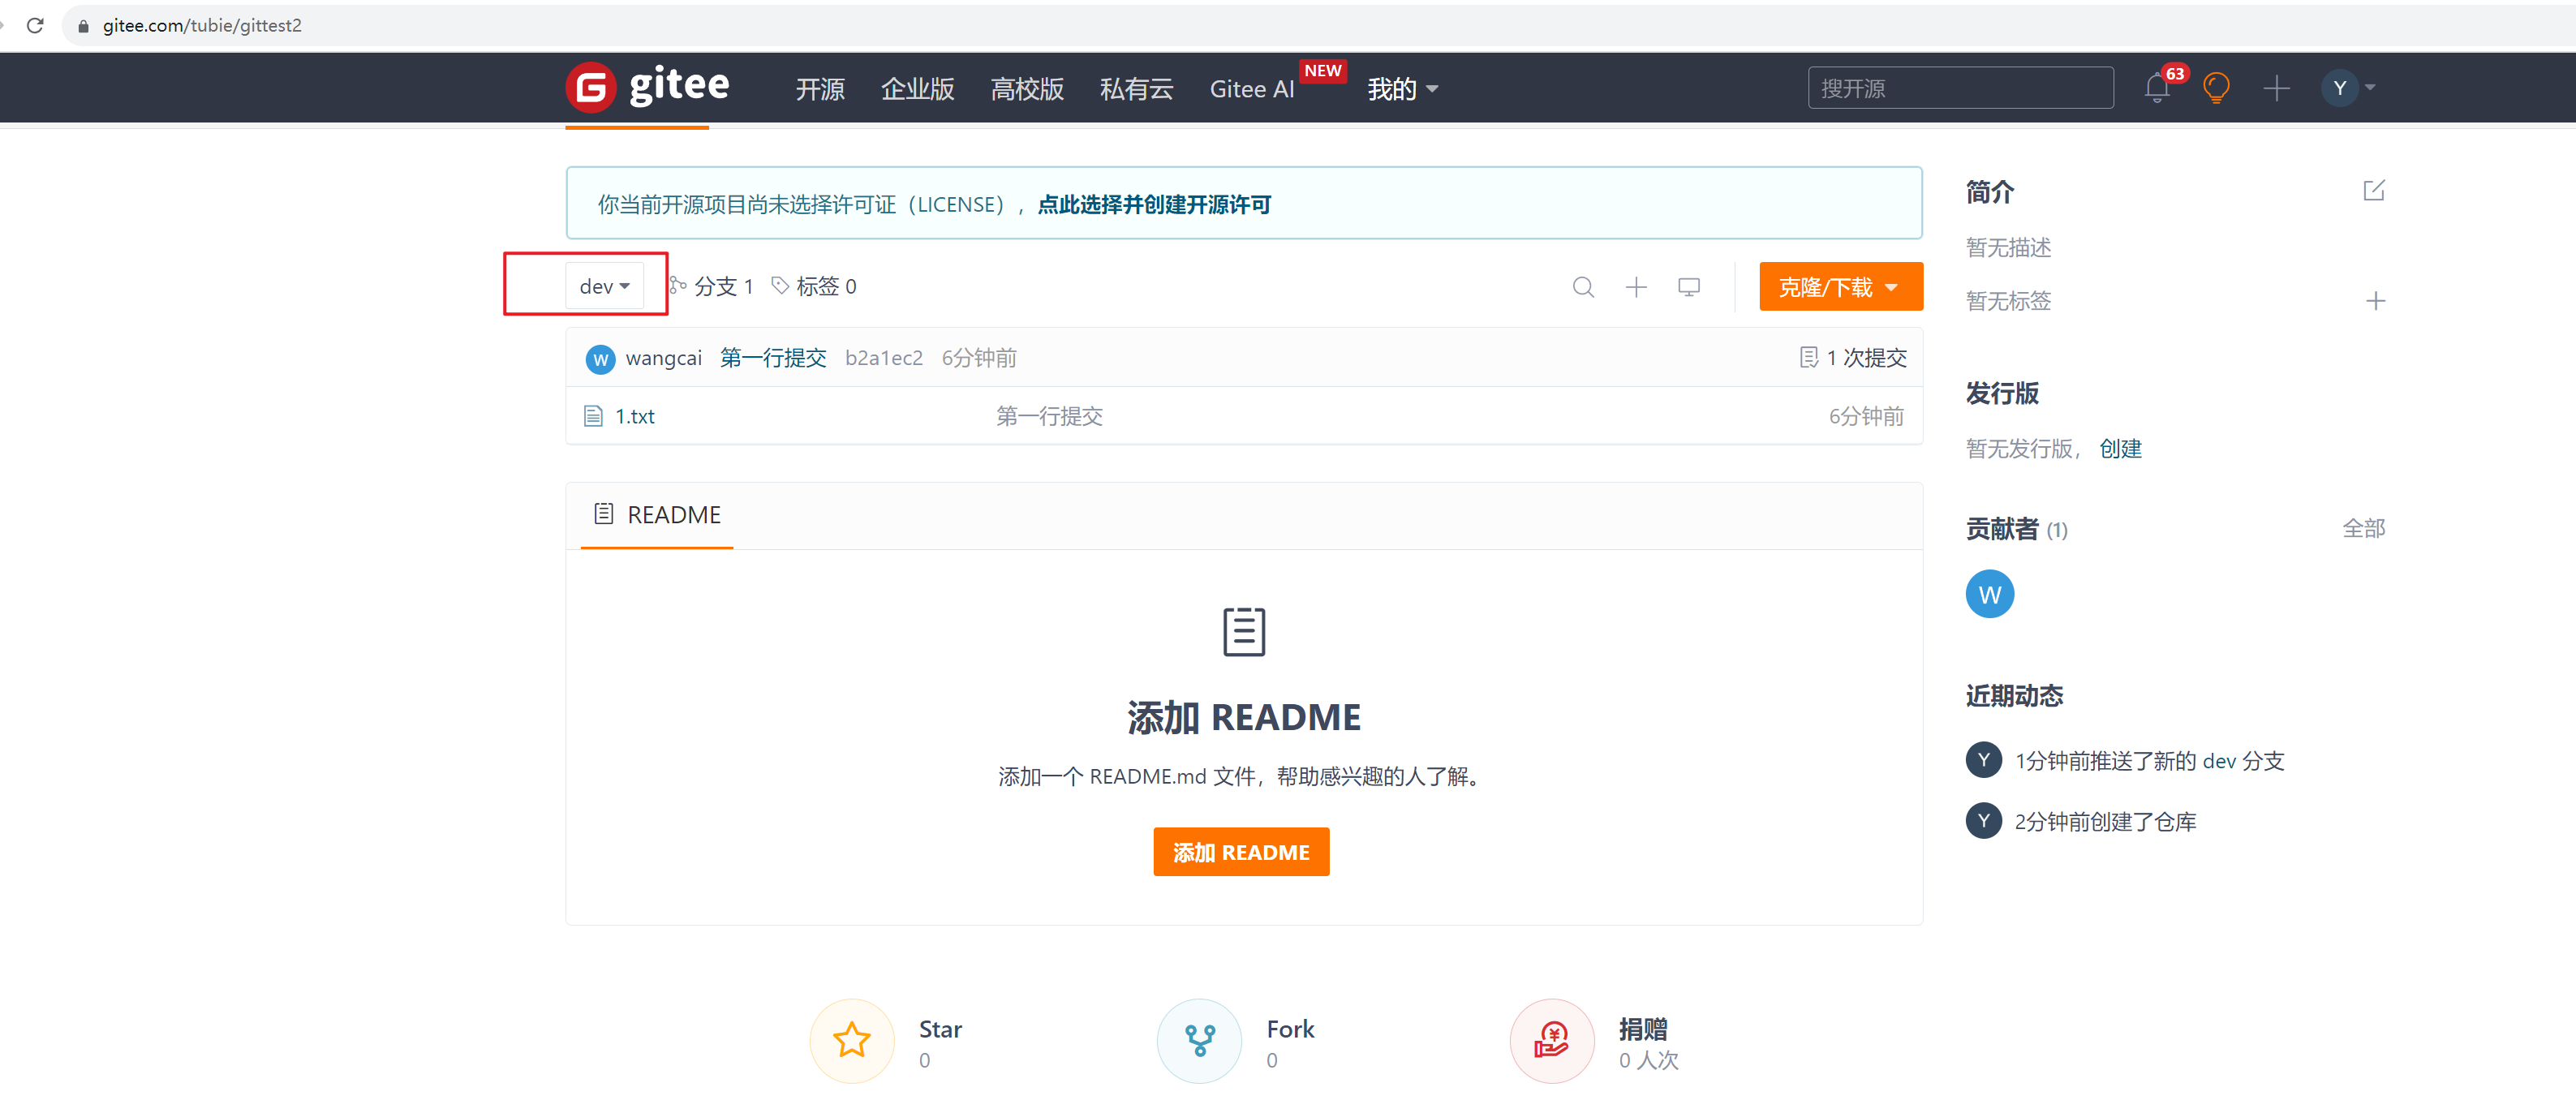 gitee.com/tubie/gittest2
gitee 开源 企业版 高校版 私有云 Gitee AI NEW 我的 搜开源 63 Y
你当前开源项目尚未选择许可证（LICENSE），点此选择并创建开源许可
dev 分支 1 标签 0 克隆/下载
W wangcai 第一行提交 b2a1ec2 6分钟前 1 次提交
1.txt 第一行提交 6分钟前
README
添加 README
添加一个 README.md 文件，帮助感兴趣的人了解。
添加 README
Star
0
Fork
0
捐赠
0 人次
简介
暂无描述
暂无标签
发行版
暂无发行版，创建
贡献者 (1) 全部
W
近期动态
Y 1分钟前推送了新的 dev 分支
Y 2分钟前创建了仓库